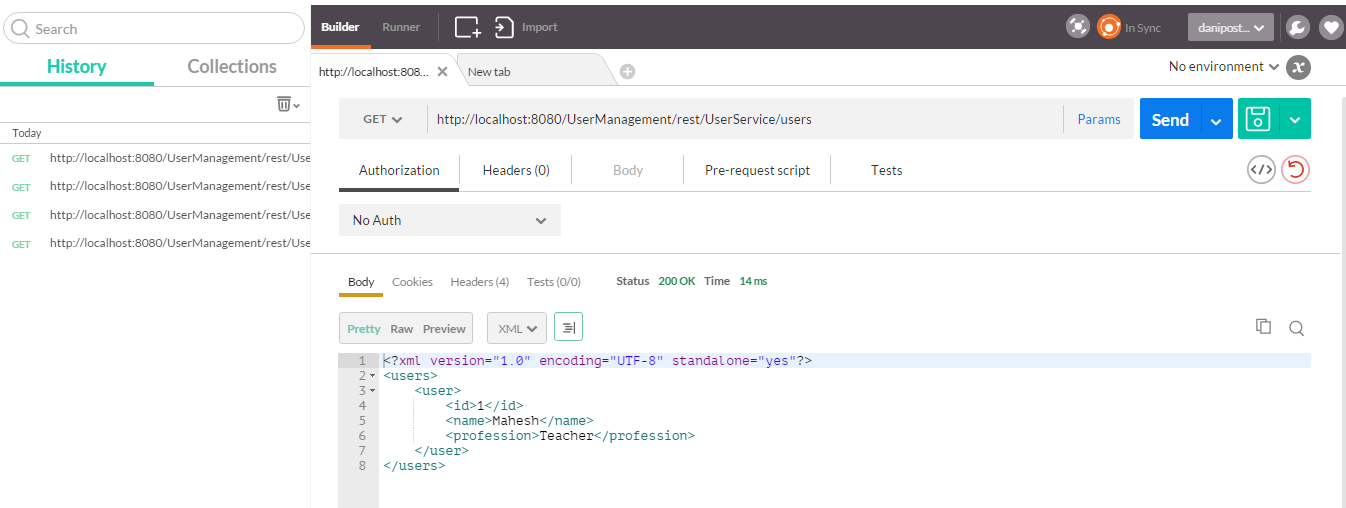 Search
History Collections
Today
GET http://localhost:8080/UserManagement/rest/Use
GET http://localhost:8080/UserManagement/rest/Use
GET http://localhost:8080/UserManagement/rest/Use
GET http://localhost:8080/UserManagement/rest/Use
Builder Runner Import In Sync danipost...
http://localhost:808... New tab No environment
GET http://localhost:8080/UserManagement/rest/UserService/users Params Send
Authorization Headers (0) Body Pre-request script Tests
No Auth
Body Cookies Headers (4) Tests (0/0) Status 200 OK Time 14 ms
Pretty Raw Preview XML
1 <?xml version="1.0" encoding="UTF-8" standalone="yes"?>
2 <users>
3 <user>
4 <id>1</id>
5 <name>Mahesh</name>
6 <profession>Teacher</profession>
7 </user>
8 </users>